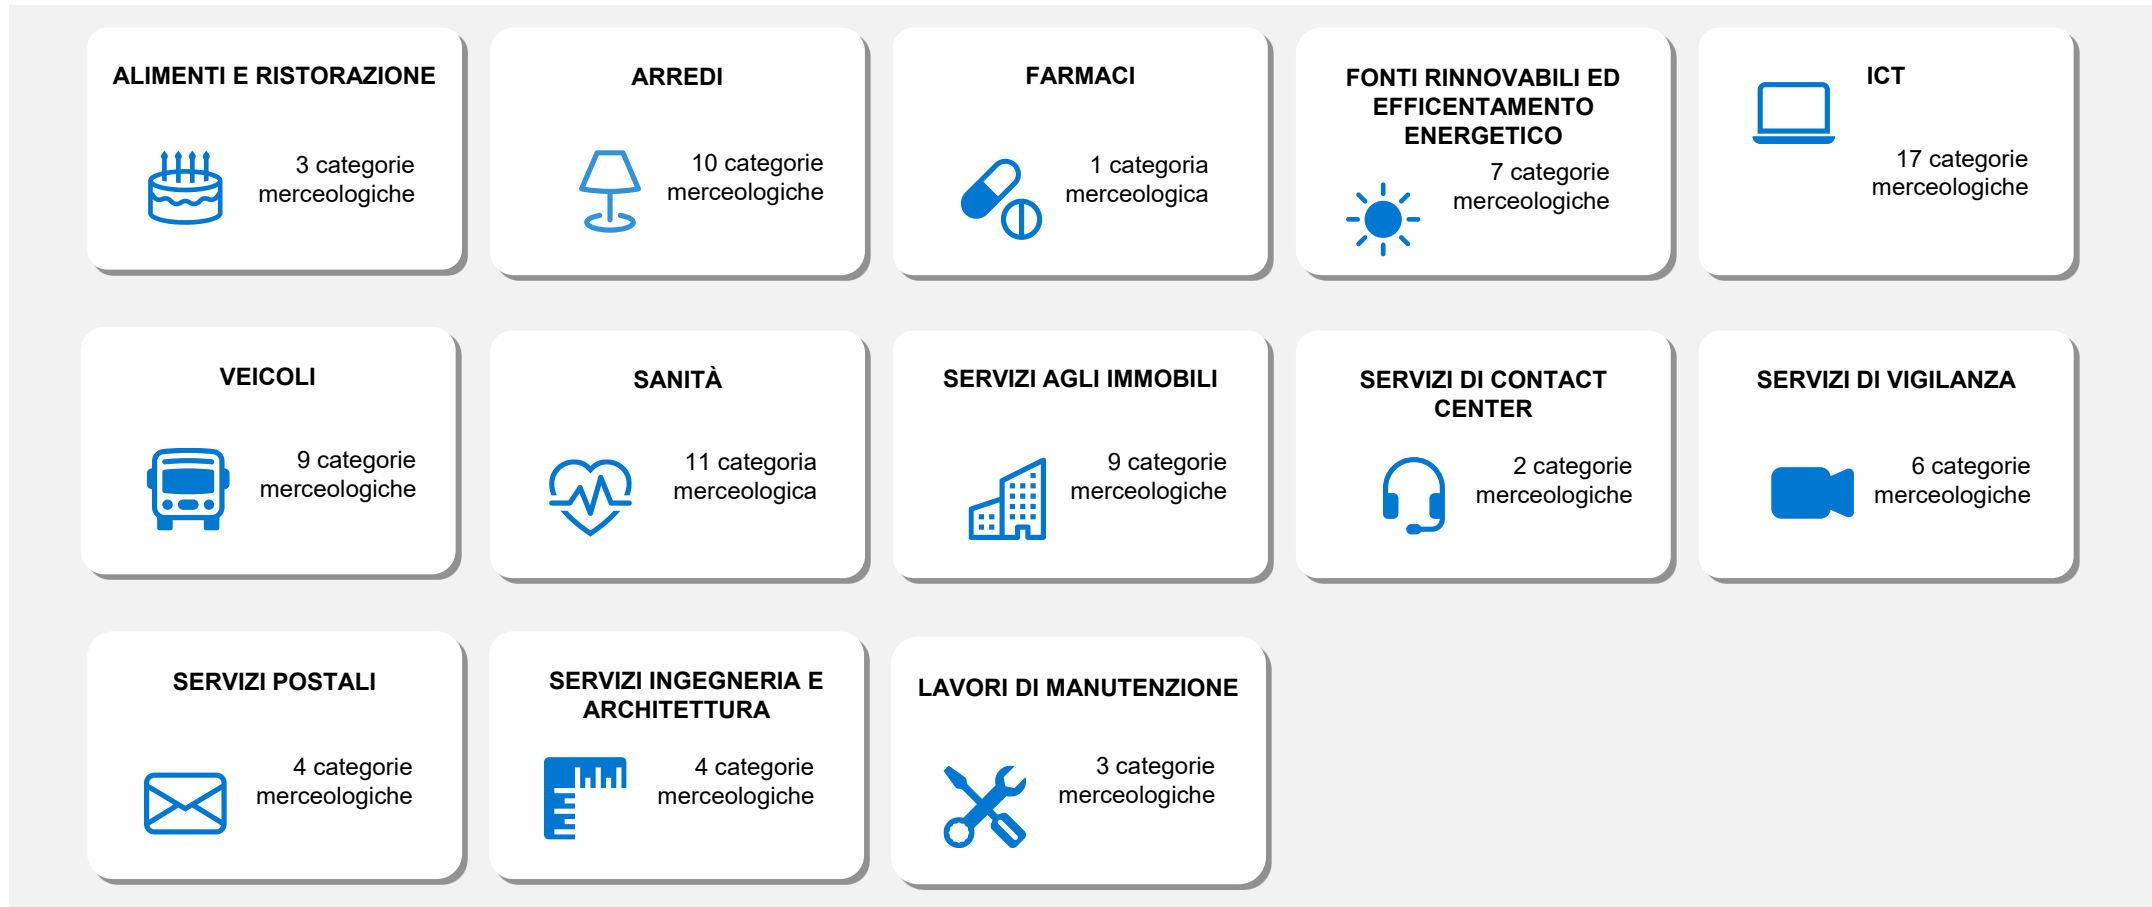 ALIMENTI E RISTORAZIONE
3 categorie
merceologiche
ARREDI
10 categorie
merceologiche
FARMACI
1 categoria
merceologica
FONTI RINNOVABILI ED
EFFICENTAMENTO
ENERGETICO
7 categorie
merceologiche
ICT
17 categorie
merceologiche
VEICOLI
9 categorie
merceologiche
SANITÀ
11 categoria
merceologica
SERVIZI AGLI IMMOBILI
9 categorie
merceologiche
SERVIZI DI CONTACT
CENTER
2 categorie
merceologiche
SERVIZI DI VIGILANZA
6 categorie
merceologiche
SERVIZI POSTALI
4 categorie
merceologiche
SERVIZI INGEGNERIA E
ARCHITETTURA
4 categorie
merceologiche
LAVORI DI MANUTENZIONE
3 categorie
merceologiche